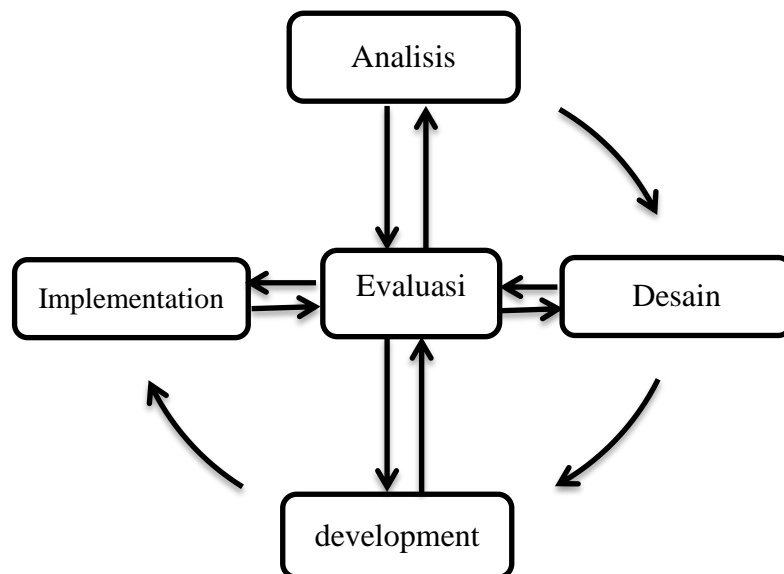 Analisis
Implementation
Evaluasi
Desain
development